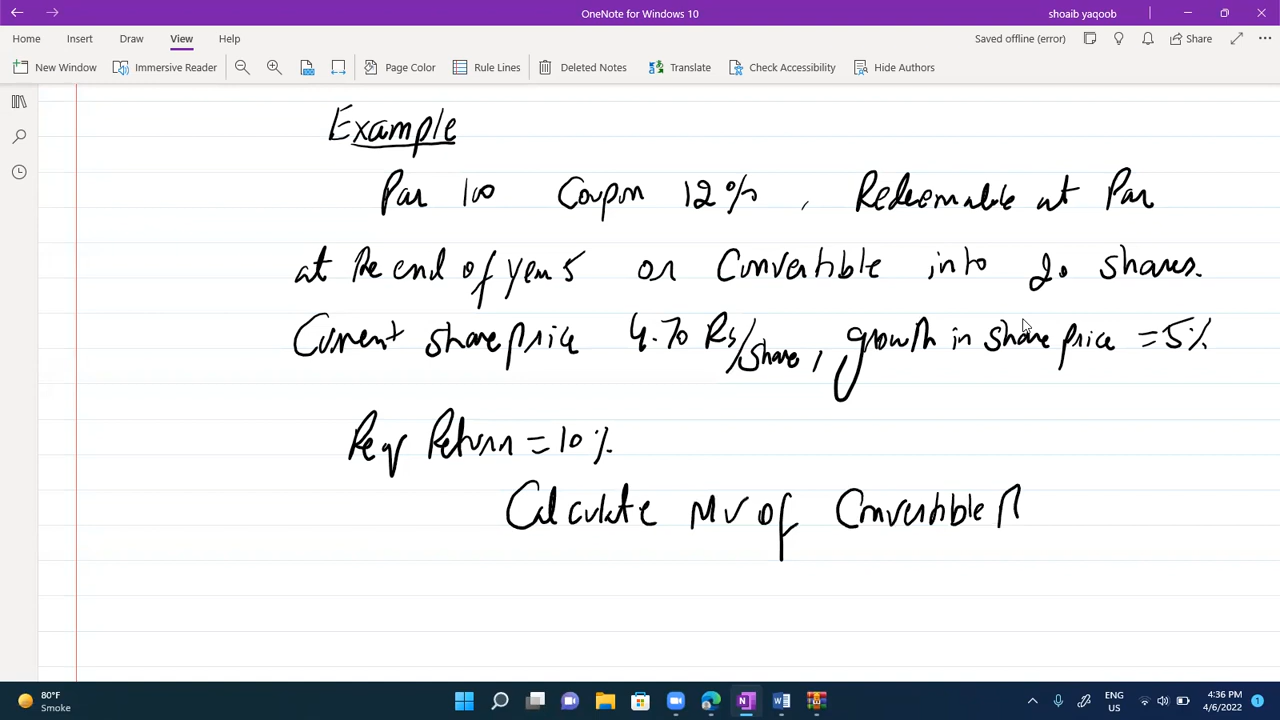 OneNote for Windows 10
shoaib yaqoob
Home Insert Draw View Help
Saved offline (error) Share
New Window Immersive Reader Page Color Rule Lines Deleted Notes Translate Check Accessibility Hide Authors
Example
Par 100 Coupon 12%, Redeemable at Par
at the end of year 5 or Convertible into 20 shares.
Current share price 4.70 Rs/share, growth in share price = 5%
Req Return = 10%
Calculate MV of Convertible
80°F
Smoke
ENG
US
4:36 PM
4/6/2022
1